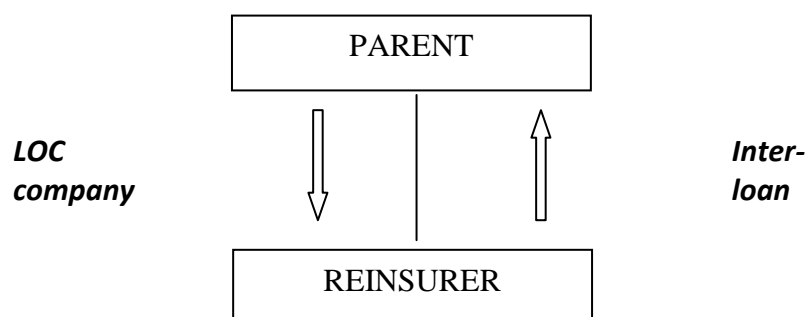 PARENT
LOC
company
Inter-
loan
REINSURER